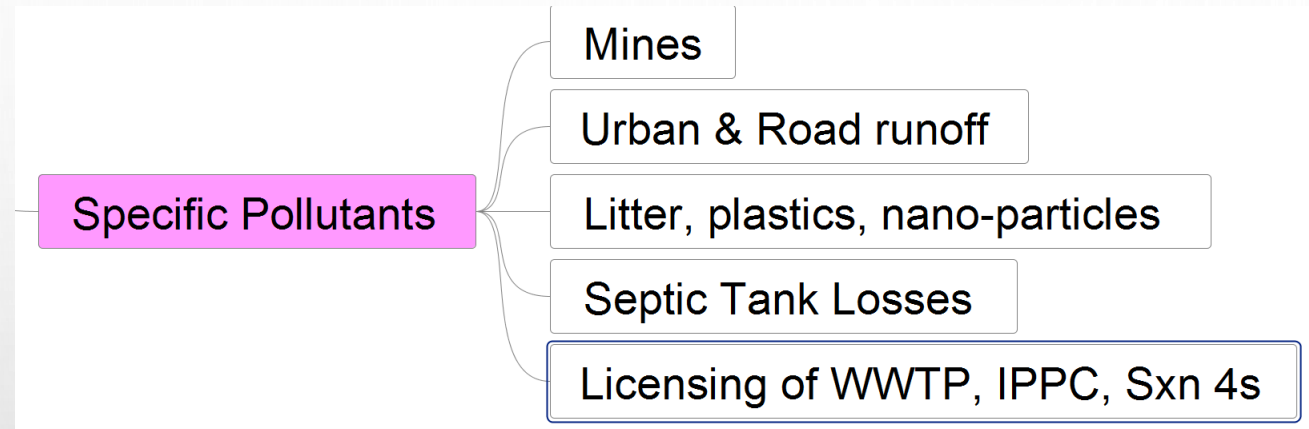 Mines
Urban & Road runoff
Specific Pollutants
Litter, plastics, nano-particles
Septic Tank Losses
Licensing of WWTP, IPPC, Sxn 4s